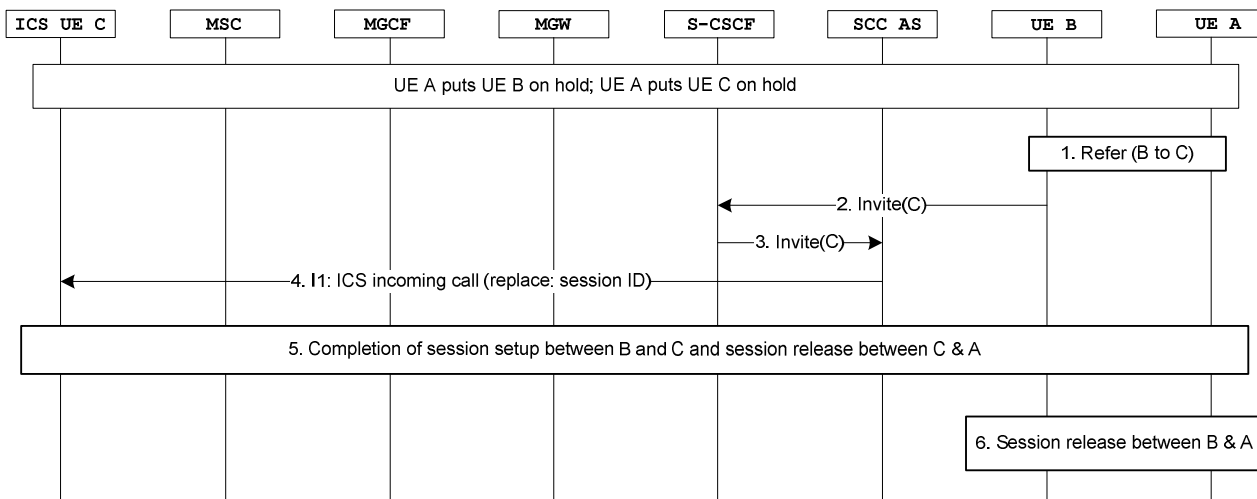 ICS UE C
MSC
MGCF
MGW
S-CSCF
SCC AS
UE B
UE A
UE A puts UE B on hold; UE A puts UE C on hold
1. Refer (B to C)
2. Invite(C)
3. Invite(C)
4. I1: ICS incoming call (replace: session ID)
5. Completion of session setup between B and C and session release between C & A
6. Session release between B & A